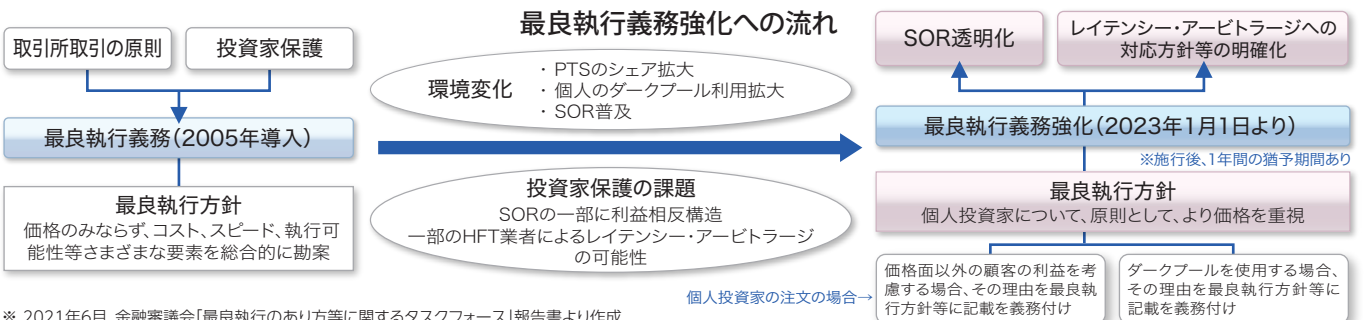 最良執行義務強化への流れ
取引所取引の原則
投資家保護
最良執行義務（2005年導入）
最良執行方針
価格のみならず、コスト、スピード、執行可
能性等さまざまな要素を総合的に勘案
環境変化
・ PTSのシェア拡大
・ 個人のダークプール利用拡大
・ SOR普及
投資家保護の課題
SORの一部に利益相反構造
一部のHFT業者によるレイテンシー・アービトラージ
の可能性
SOR透明化
レイテンシー・アービトラージへの
対応方針等の明確化
最良執行義務強化（2023年1月1日より）
※施行後、1年間の猶予期間あり
最良執行方針
個人投資家について、原則として、より価格を重視
個人投資家の注文の場合→
価格面以外の顧客の利益を考
慮する場合、その理由を最良執
行方針等に記載を義務付け
ダークプールを使用する場合、
その理由を最良執行方針等に
記載を義務付け
※ 2021年6月 金融審議会「最良執行のあり方等に関するタスクフォース」報告書より作成